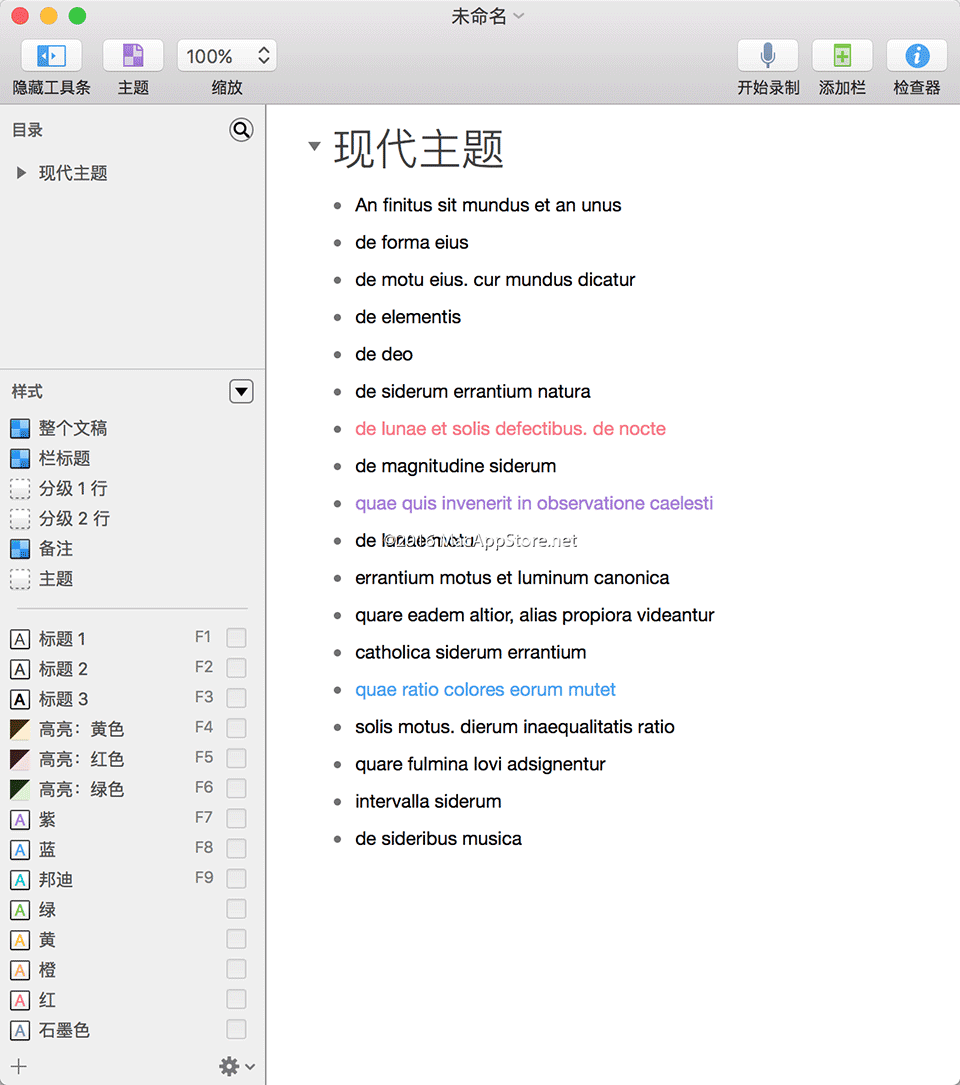 未命名
100%
隐藏工具条 主题 缩放 开始录制 添加栏 检查器
目录
现代主题
样式
整个文稿
栏标题
分级 1 行
分级 2 行
备注
主题
A 标题 1 F1
A 标题 2 F2
A 标题 3 F3
高亮：黄色 F4
高亮：红色 F5
高亮：绿色 F6
A 紫 F7
A 蓝 F8
A 邦迪 F9
A 绿
A 黄
A 橙
A 红
A 石墨色
现代主题
An finitus sit mundus et an unus
de forma eius
de motu eius. cur mundus dicatur
de elementis
de deo
de siderum errantium natura
de lunae et solis defectibus. de nocte
de magnitudine siderum
quae quis invenerit in observatione caelesti
de lunae motu
©2016 MacAppStore.net
errantium motus et luminum canonica
quare eadem altior, alias propiora videantur
catholica siderum errantium
quae ratio colores eorum mutet
solis motus. dierum inaequalitatis ratio
quare fulmina Iovi adsignentur
intervalla siderum
de sideribus musica